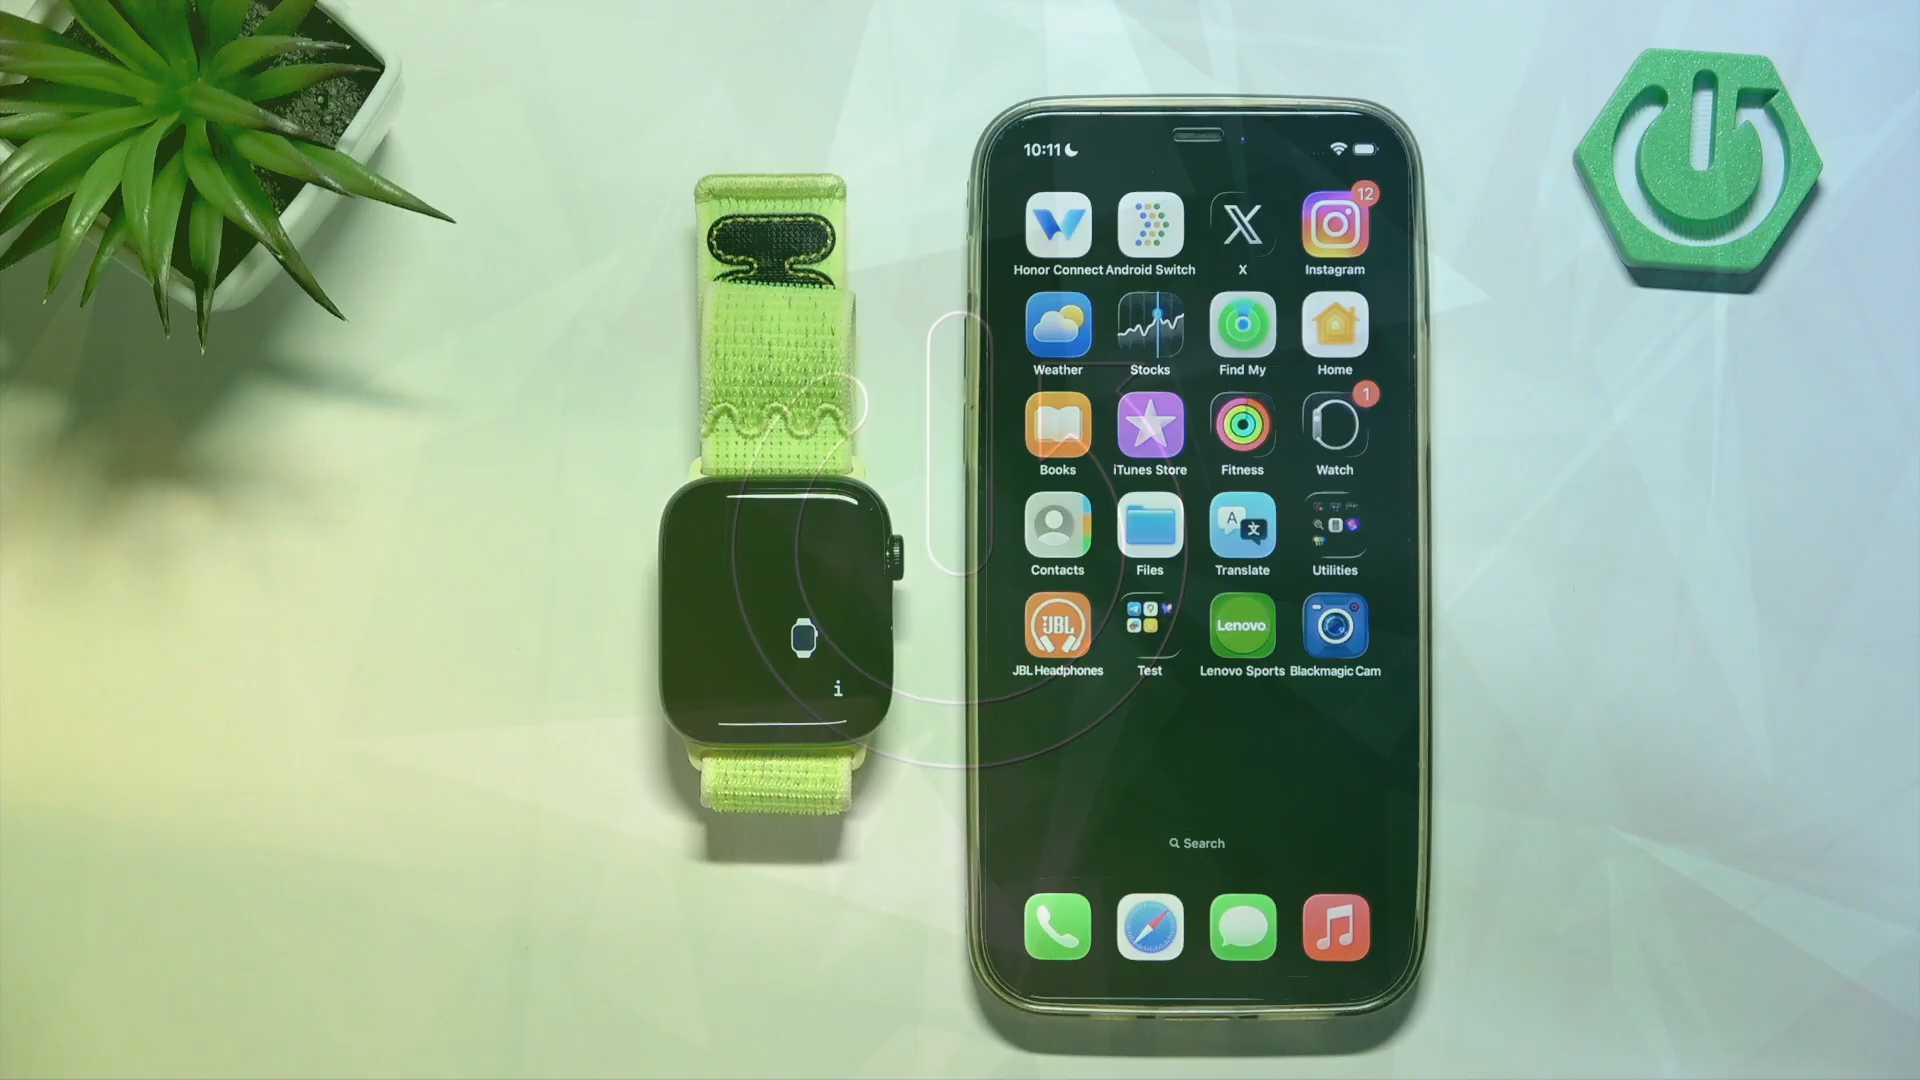 10:11
12
Honor Connect
Android Switch
X
Instagram
Weather
Stocks
Find My
Home
1
Books
iTunes Store
Fitness
Watch
A
文
Contacts
Files
Translate
Utilities
JBL
Lenovo
JBL Headphones
Test
Lenovo Sports
Blackmagic Cam
i
Search